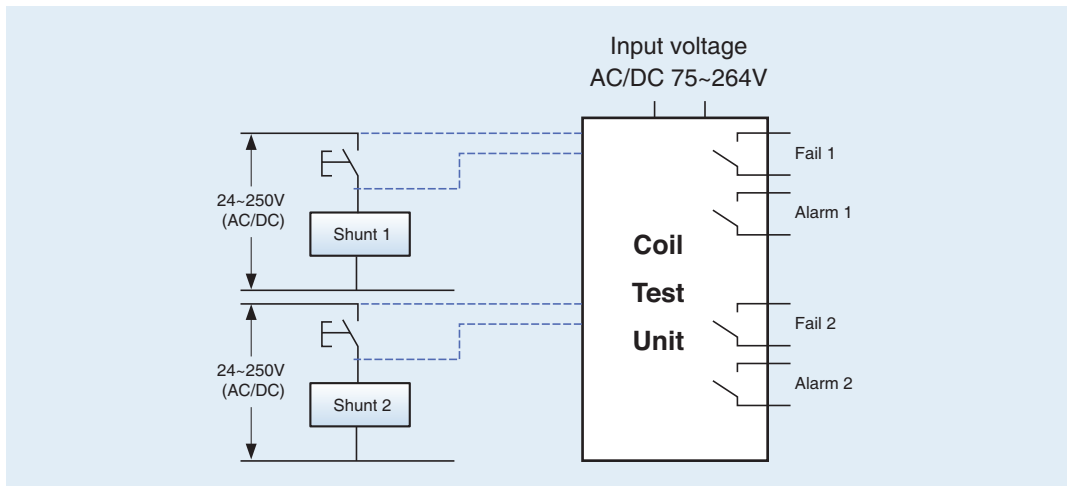 Input voltage
AC/DC 75~264V
24~250V
(AC/DC)
Shunt 1
Fail 1
Alarm 1
Coil
Test
Unit
24~250V
(AC/DC)
Shunt 2
Fail 2
Alarm 2